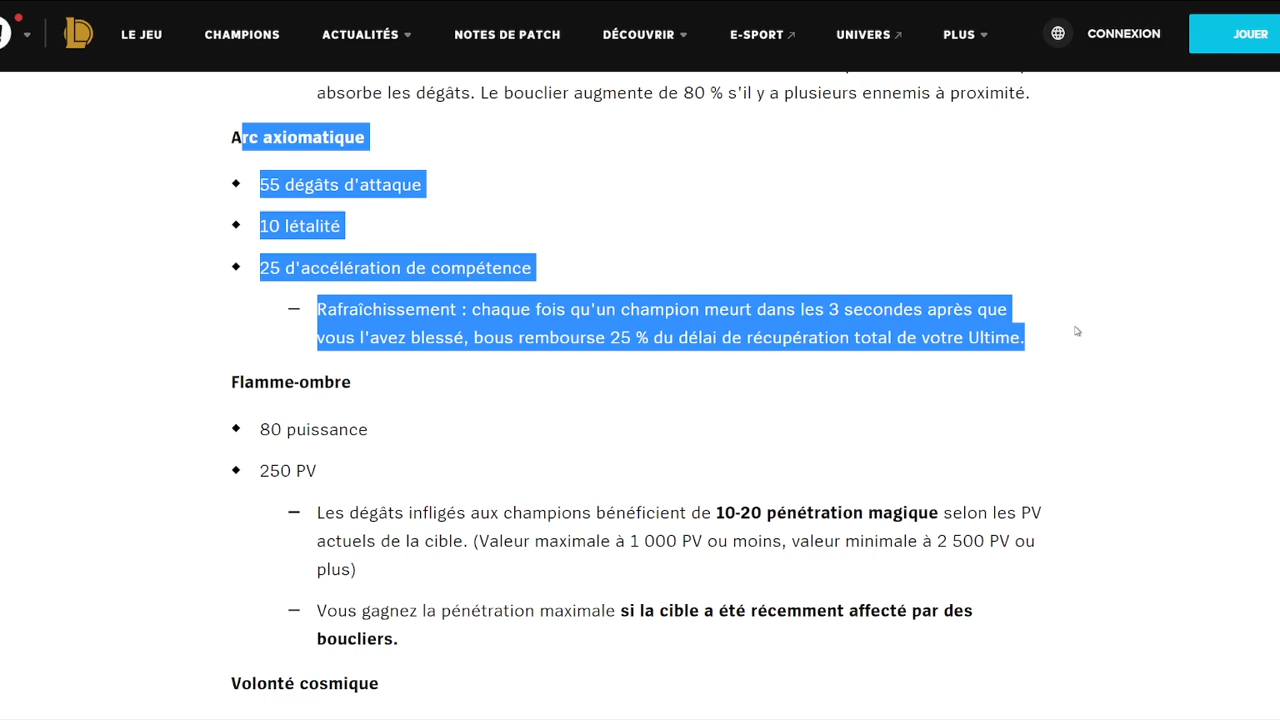 LE JEU CHAMPIONS ACTUALITÉS NOTES DE PATCH DÉCOUVRIR E-SPORT UNIVERS PLUS CONNEXION JOUER
absorbe les dégâts. Le bouclier augmente de 80 % s'il y a plusieurs ennemis à proximité.
Arc axiomatique
55 dégâts d'attaque
10 létalité
25 d'accélération de compétence
Rafraîchissement : chaque fois qu'un champion meurt dans les 3 secondes après que
vous l'avez blessé, bous rembourse 25 % du délai de récupération total de votre Ultime.
Flamme-ombre
80 puissance
250 PV
Les dégâts infligés aux champions bénéficient de 10-20 pénétration magique selon les PV
actuels de la cible. (Valeur maximale à 1 000 PV ou moins, valeur minimale à 2 500 PV ou
plus)
Vous gagnez la pénétration maximale si la cible a été récemment affecté par des
boucliers.
Volonté cosmique